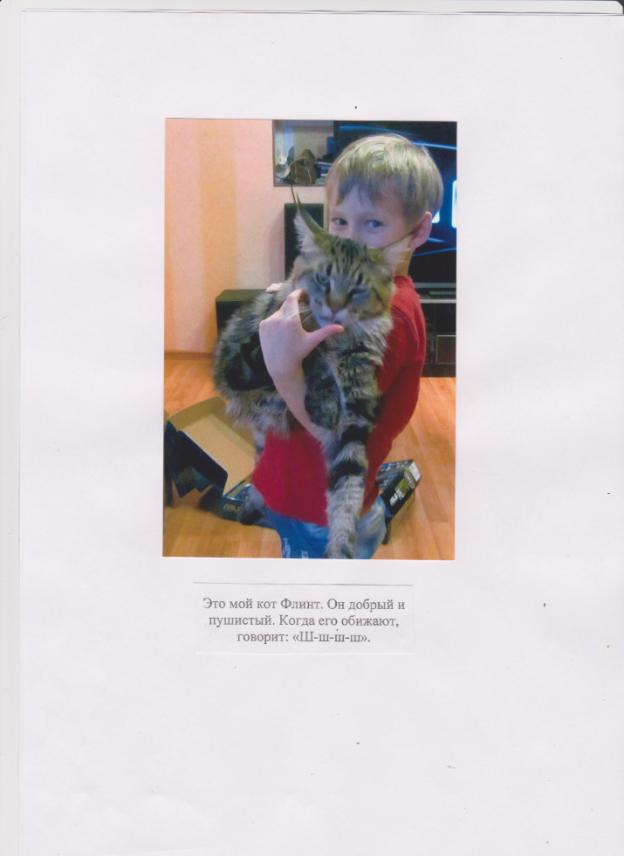 Это мой кот Флинт. Он добрый и
пушистый. Когда его обижают,
говорит: «Ш-ш-ш-ш».